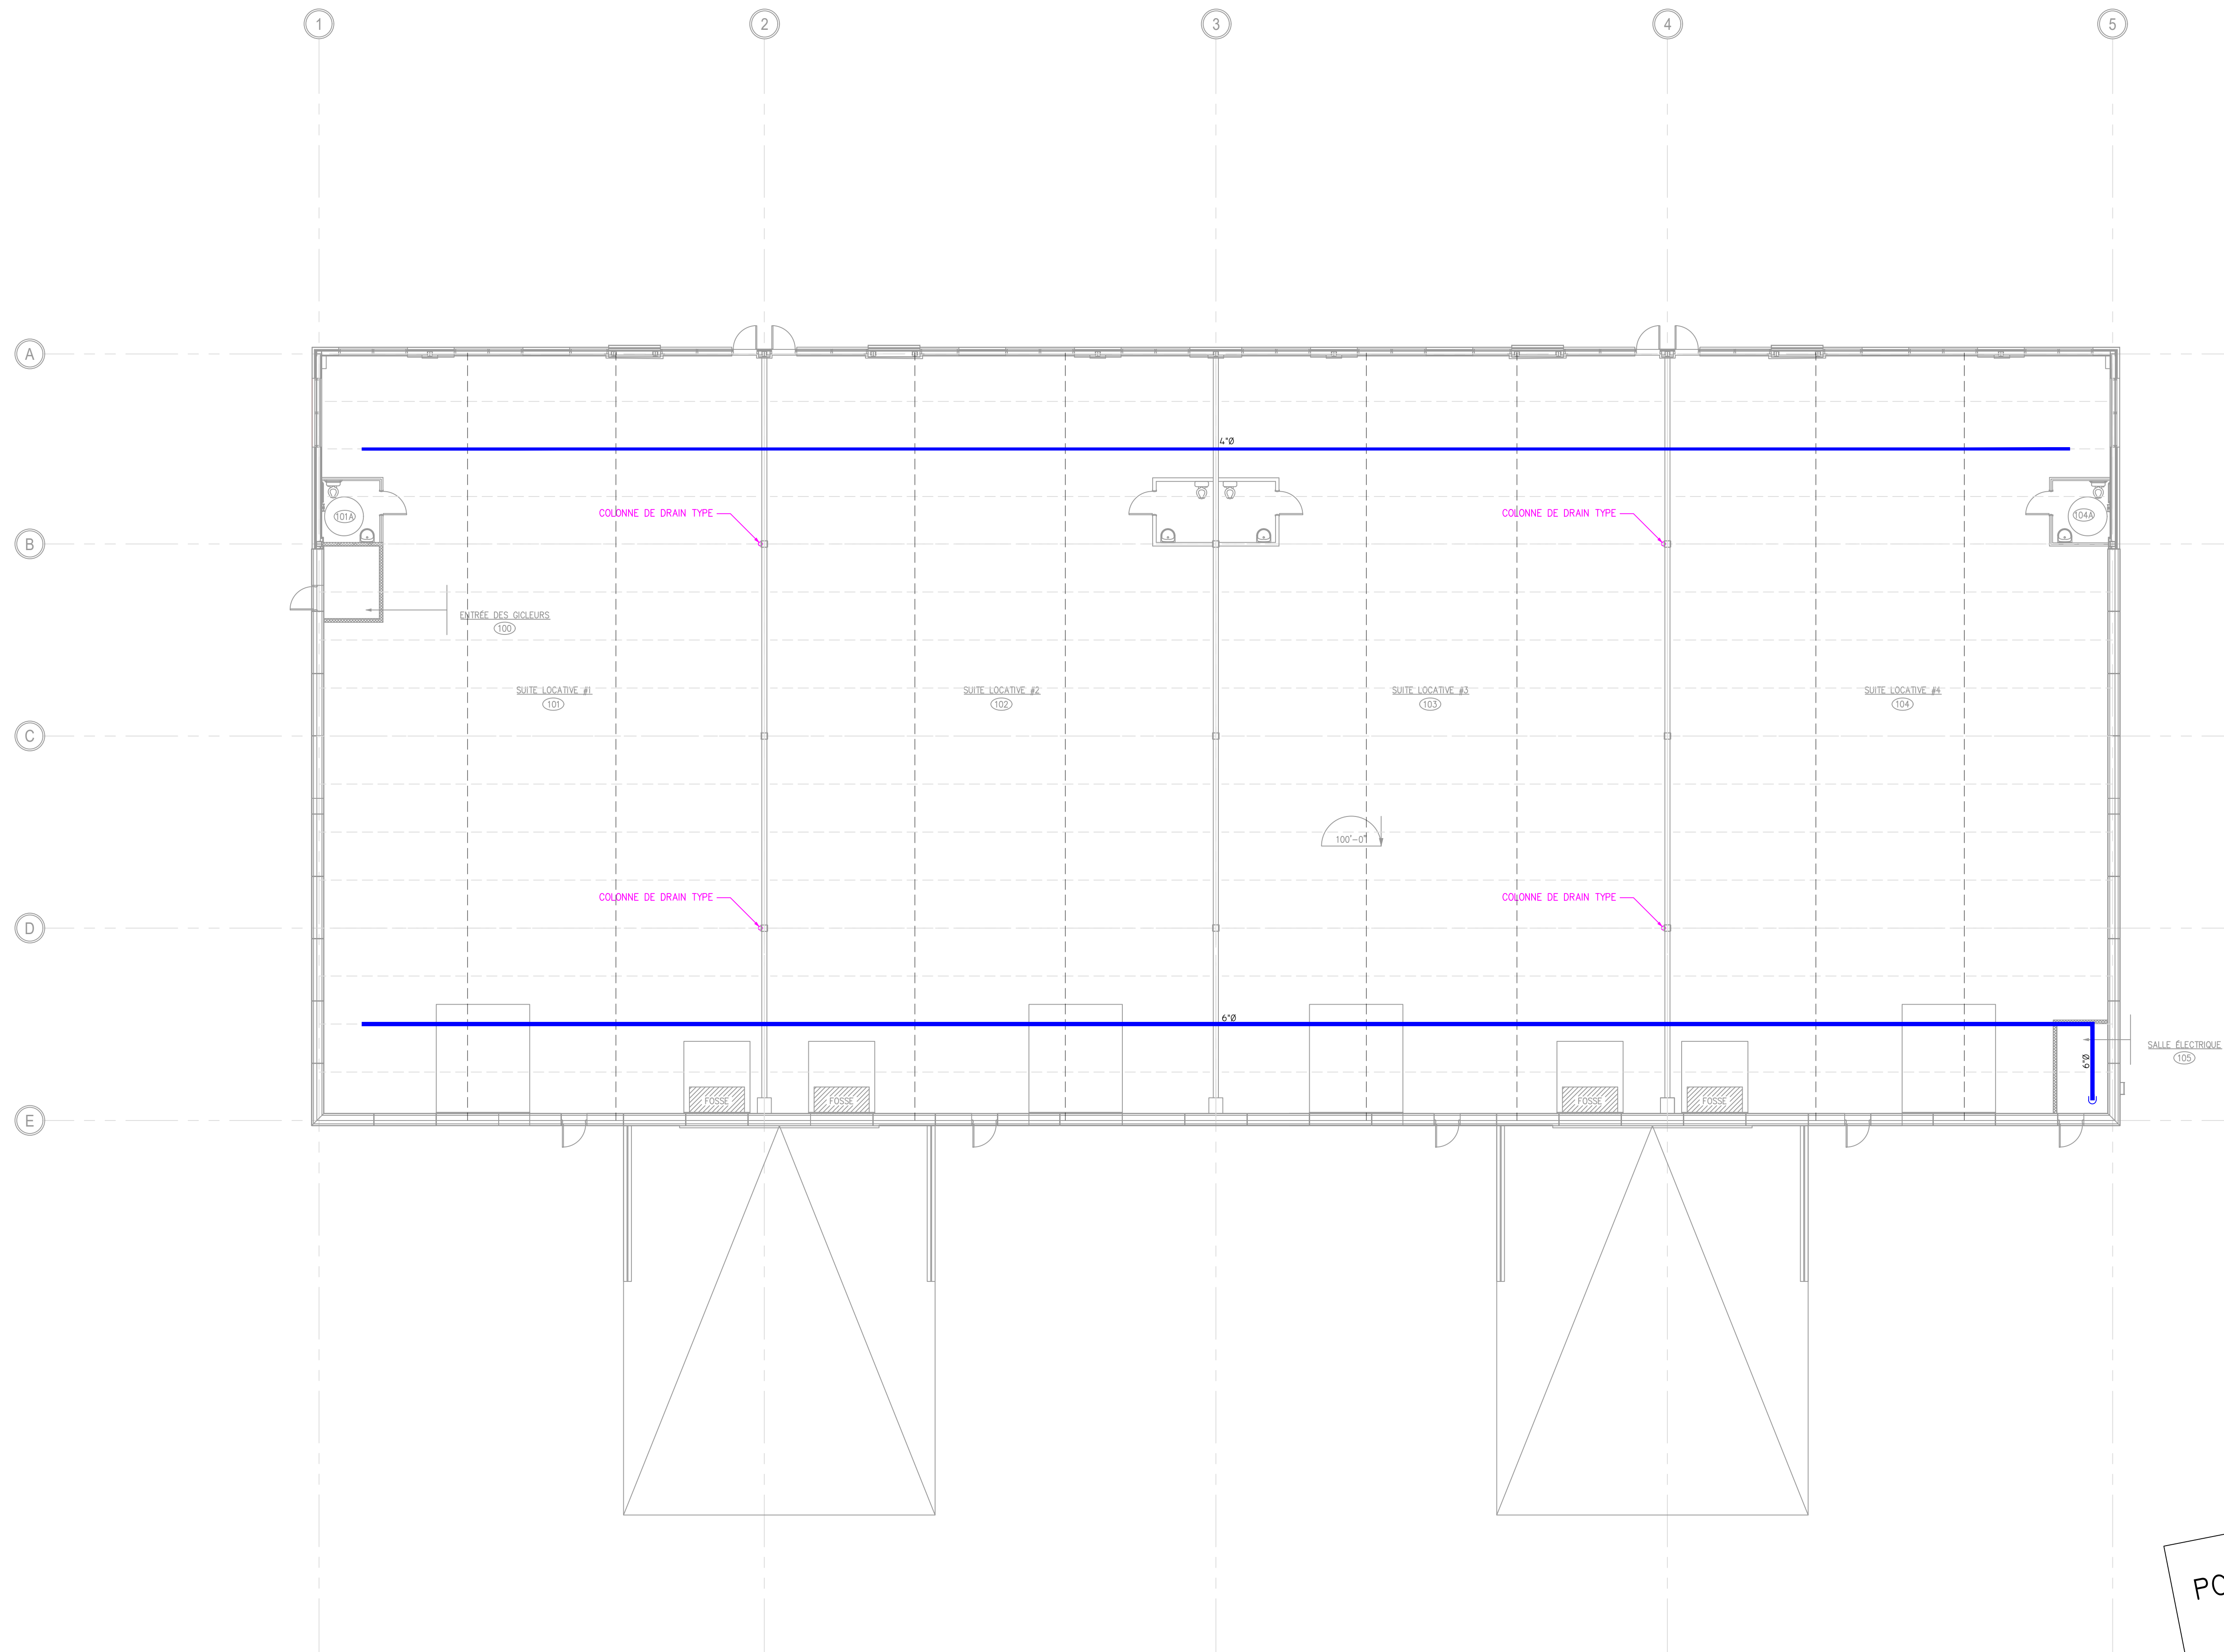 1
2
3
4
5
A
4"Ø
101A
COLONNE DE DRAIN TYPE
COLONNE DE DRAIN TYPE
104A
B
ENTRÉE DES GICLEURS
100
SUITE LOCATIVE #1
101
SUITE LOCATIVE #2
102
SUITE LOCATIVE #3
103
SUITE LOCATIVE #4
104
C
100'-0"
COLONNE DE DRAIN TYPE
COLONNE DE DRAIN TYPE
D
6"Ø
6"Ø
SALLE ÉLECTRIQUE
105
FOSSE
FOSSE
FOSSE
FOSSE
E